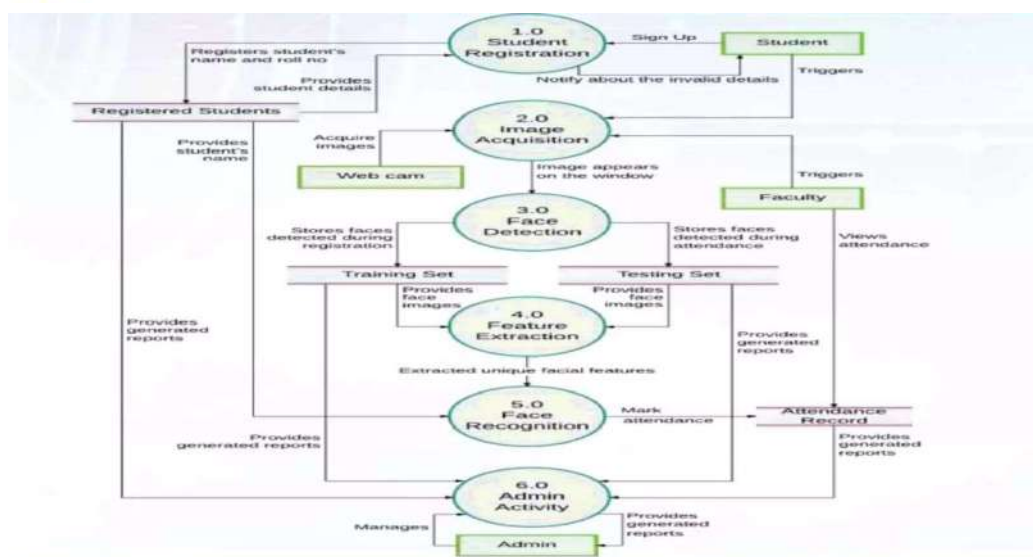 1.0
Student
Registration
Sign Up
Student
Registers student's
name and roll no
Provides
student details
Notify about the invalid details
Triggers
Registered Students
2.0
Image
Acquisition
Acquire
images
Provides
student's
name
Web cam
Image appears
on the window
Triggers
Faculty
3.0
Face
Detection
Stores faces
detected during
registration
Stores faces
detected during
attendance
Views
attendance
Training Set
Testing Set
Provides
face
images
Provides
face
images
4.0
Feature
Extraction
Provides
generated
reports
Provides
generated
reports
Extracted unique facial features
5.0
Face
Recognition
Mark
attendance
Attendance
Record
Provides
generated reports
Provides
generated
reports
6.0
Admin
Activity
Manages
Provides
generated
reports
Admin